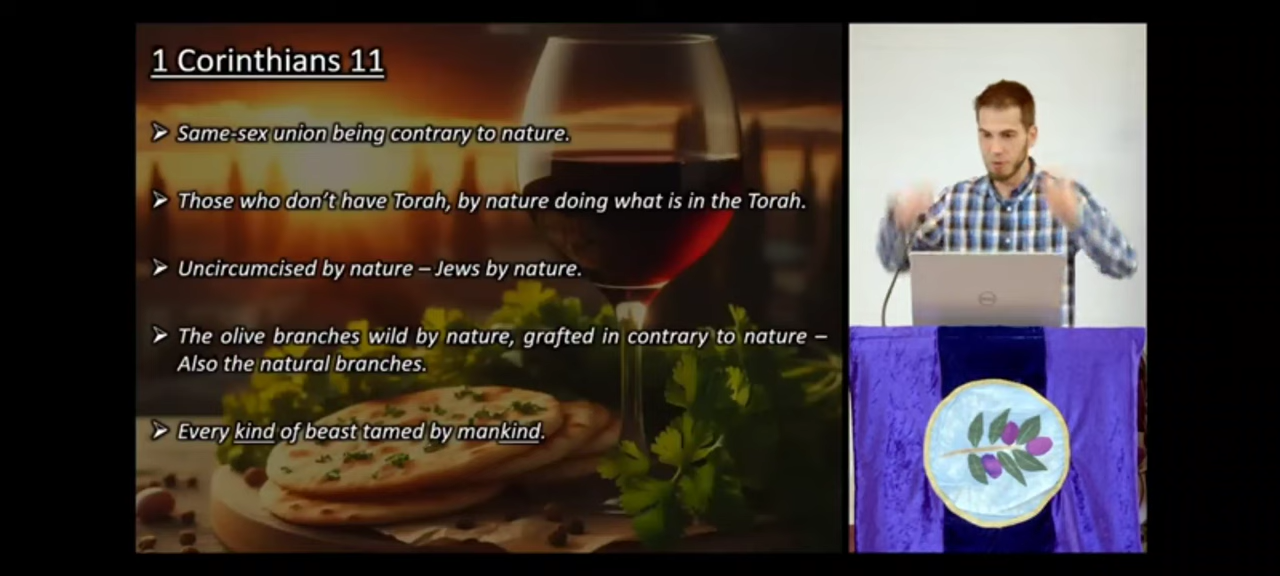 1 Corinthians 11
➢ Same-sex union being contrary to nature.
➢ Those who don't have Torah, by nature doing what is in the Torah.
➢ Uncircumcised by nature – Jews by nature.
➢ The olive branches wild by nature, grafted in contrary to nature –
Also the natural branches.
➢ Every kind of beast tamed by mankind.
DELL